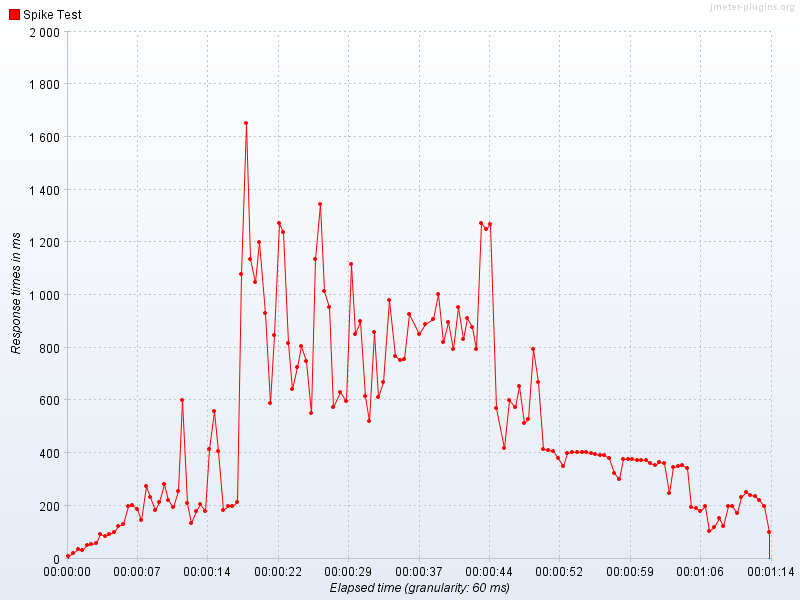 jmeter-plugins.org
Spike Test
2 000
1 800
1 600
1 400
1 200
1 000
800
600
400
200
0
Response times in ms
00:00:00 00:00:07 00:00:14 00:00:22 00:00:29 00:00:37 00:00:44 00:00:52 00:00:59 00:01:06 00:01:14
Elapsed time (granularity: 60 ms)